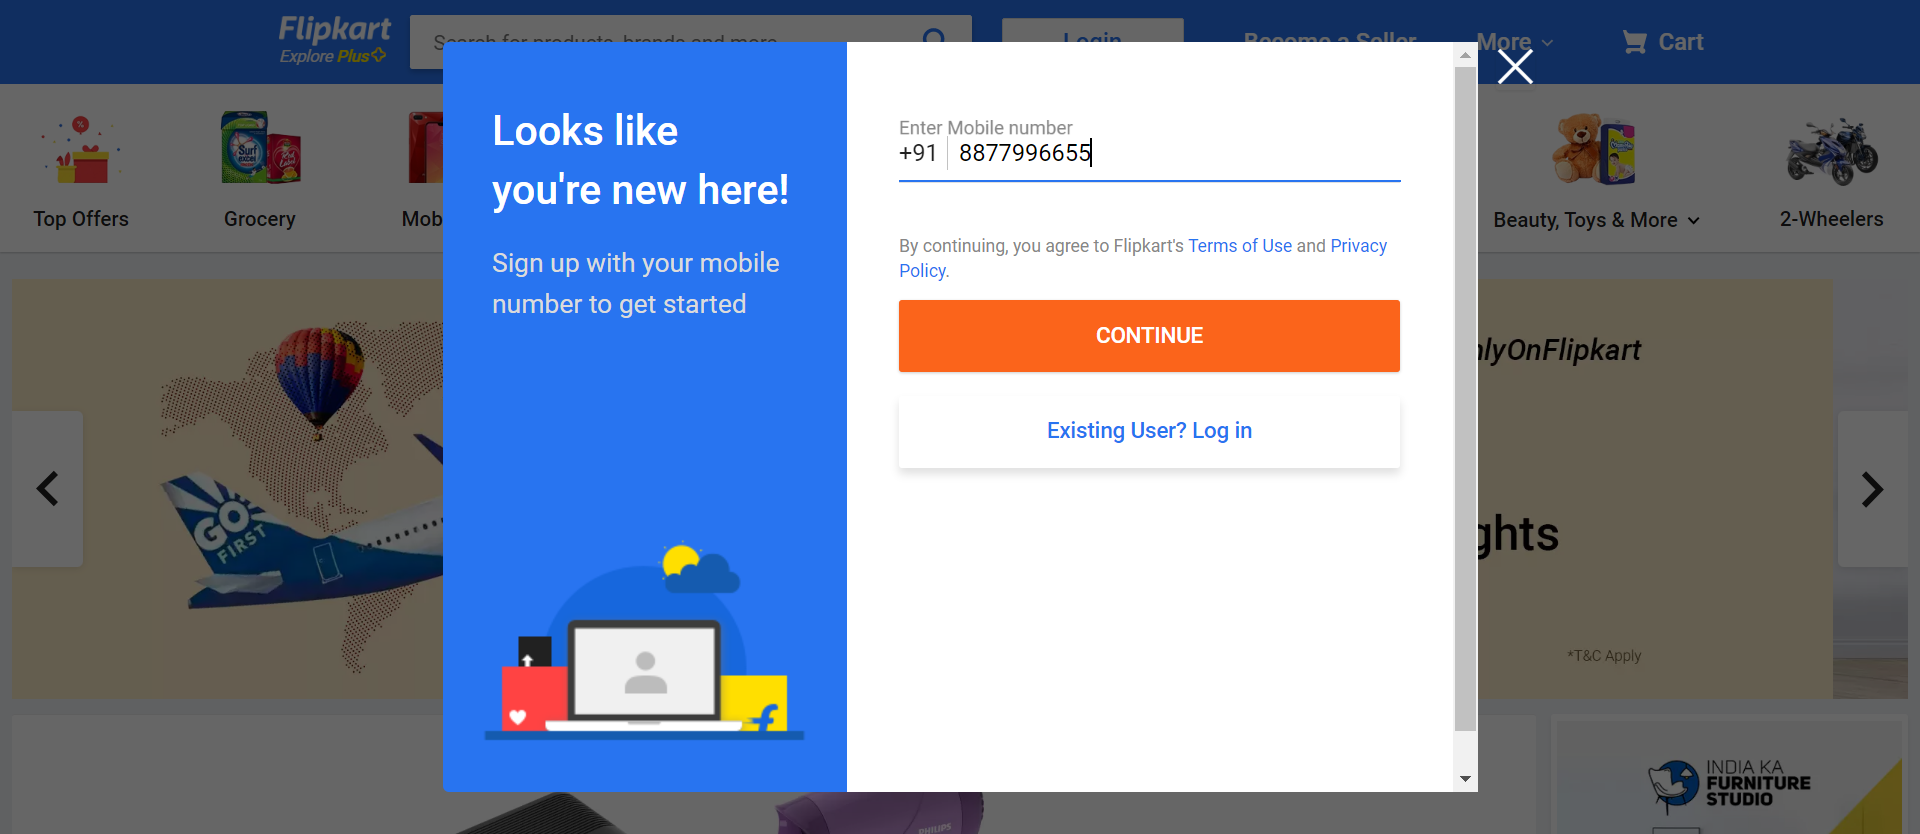 Flipkart
Explore Plus
Search for products, brands and more
Login
Become a Seller
More
Cart
Top Offers
Grocery
Mob
Beauty, Toys & More
2-Wheelers
Looks like
you're new here!
Sign up with your mobile
number to get started
Enter Mobile number
+91 8877996655
By continuing, you agree to Flipkart's Terms of Use and Privacy
Policy.
CONTINUE
Existing User? Log in
Surf
excel
GO
FIRST
nlyOnFlipkart
ghts
*T&C Apply
INDIA KA
FURNITURE
STUDIO
PHILIPS